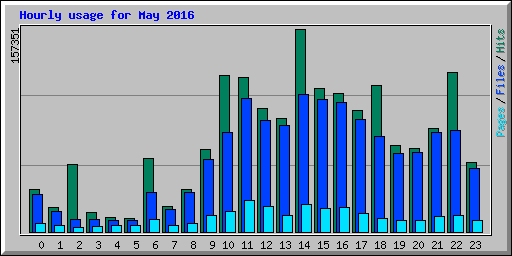 Hourly usage for May 2016
157351
Pages / Files / Hits
0 1 2 3 4 5 6 7 8 9 10 11 12 13 14 15 16 17 18 19 20 21 22 23